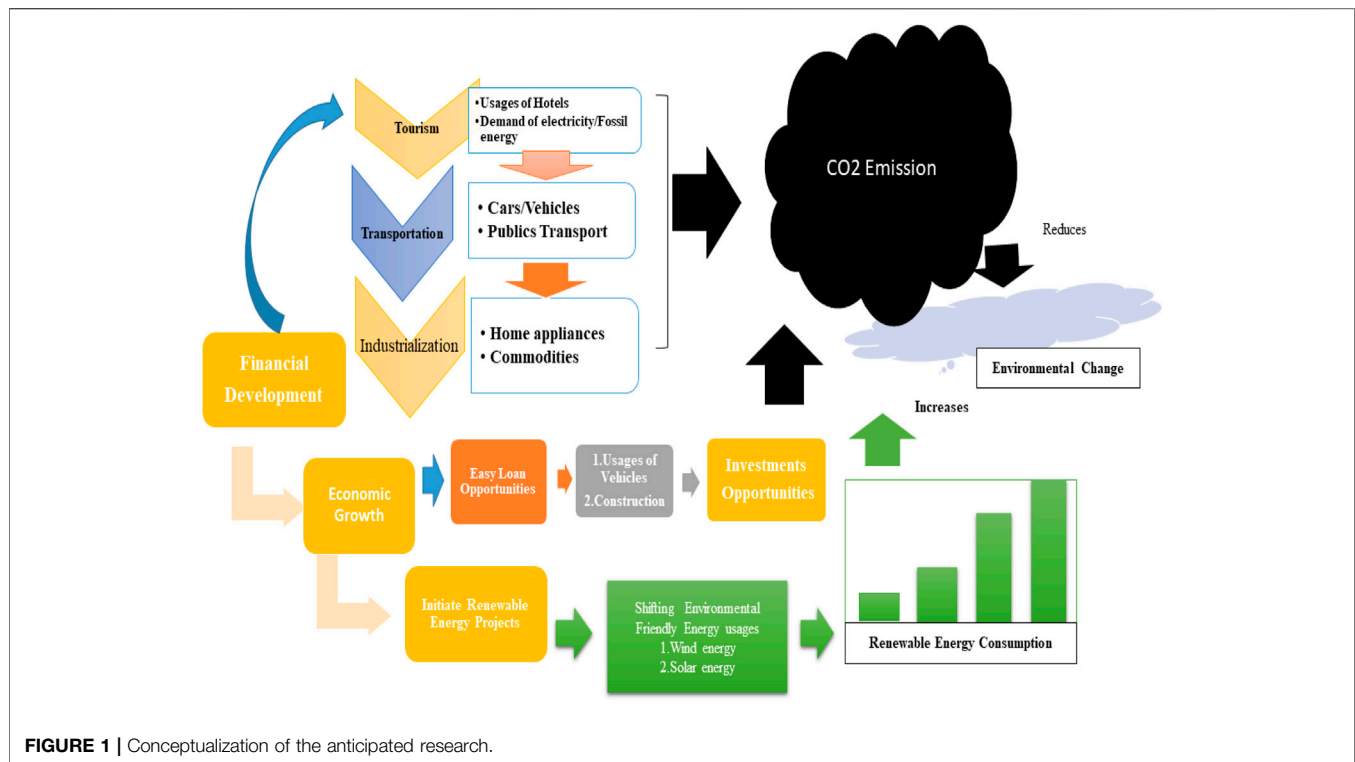 Tourism
•Usages of Hotels
•Demand of electricity/Fossil
energy
Transportation
• Cars/Vehicles
• Publics Transport
Industrialization
• Home appliances
• Commodities
CO2 Emission
Reduces
Environmental Change
Increases
Financial
Development
Economic
Growth
Easy Loan
Opportunities
1.Usages of
Vehicles
2.Construction
Investments
Opportunities
Initiate Renewable
Energy Projects
Shifting Environmental
Friendly Energy usages
1.Wind energy
2.Solar energy
Renewable Energy Consumption
FIGURE 1 | Conceptualization of the anticipated research.